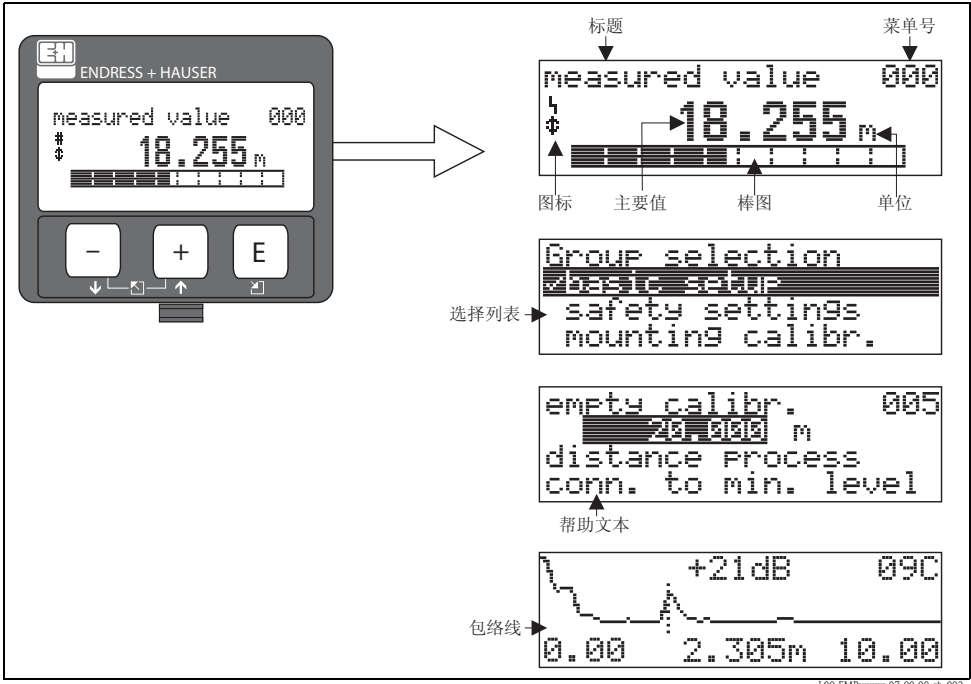 ENDRESS + HAUSER
measured value 000
18.255 m
- + E
标题 菜单号
measured value 000
18.255 m
图标 主要值 棒图 单位
Group selection
basic setup
safety settings
mounting calibr.
选择列表
empty calibr. 005
20.000 m
distance process
conn. to min. level
帮助文本
+21dB 09C
包络线
0.00 2.305m 10.00